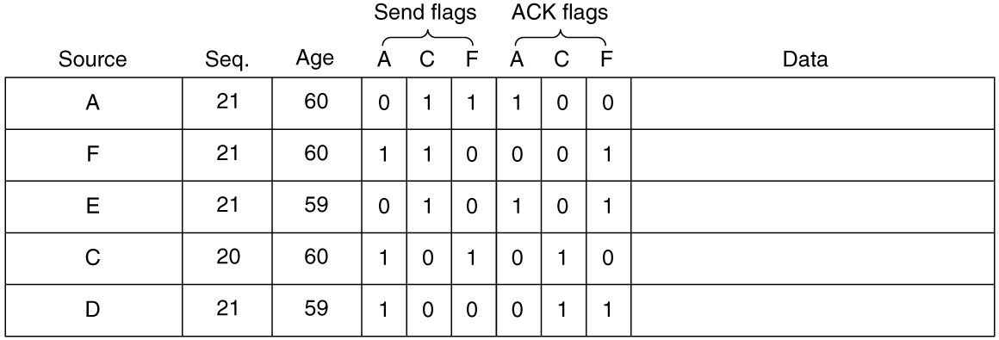 Send flags ACK flags
Source Seq. Age A C F A C F Data
A 21 60 0 1 1 1 0 0
F 21 60 1 1 0 0 0 1
E 21 59 0 1 0 1 0 1
C 20 60 1 0 1 0 1 0
D 21 59 1 0 0 0 1 1